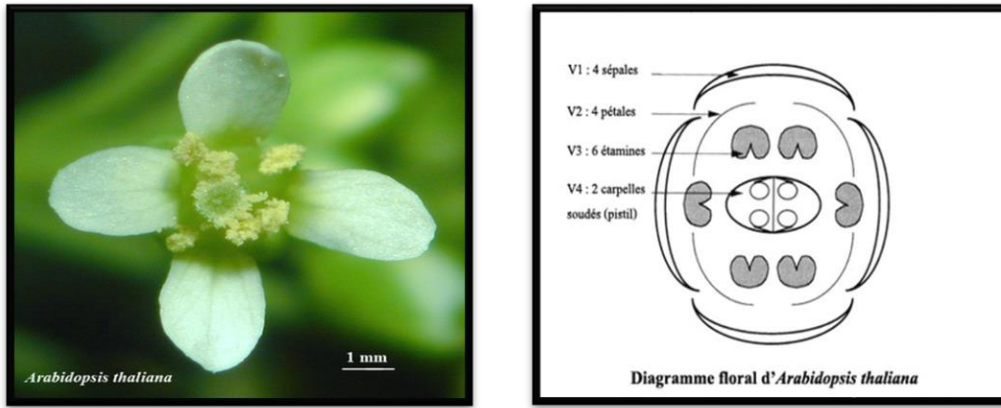 Arabidopsis thaliana
1 mm
V1 : 4 sépales
V2 : 4 pétales
V3 : 6 étamines
V4 : 2 carpelles
soudés (pistil)
Diagramme floral d'Arabidopsis thaliana